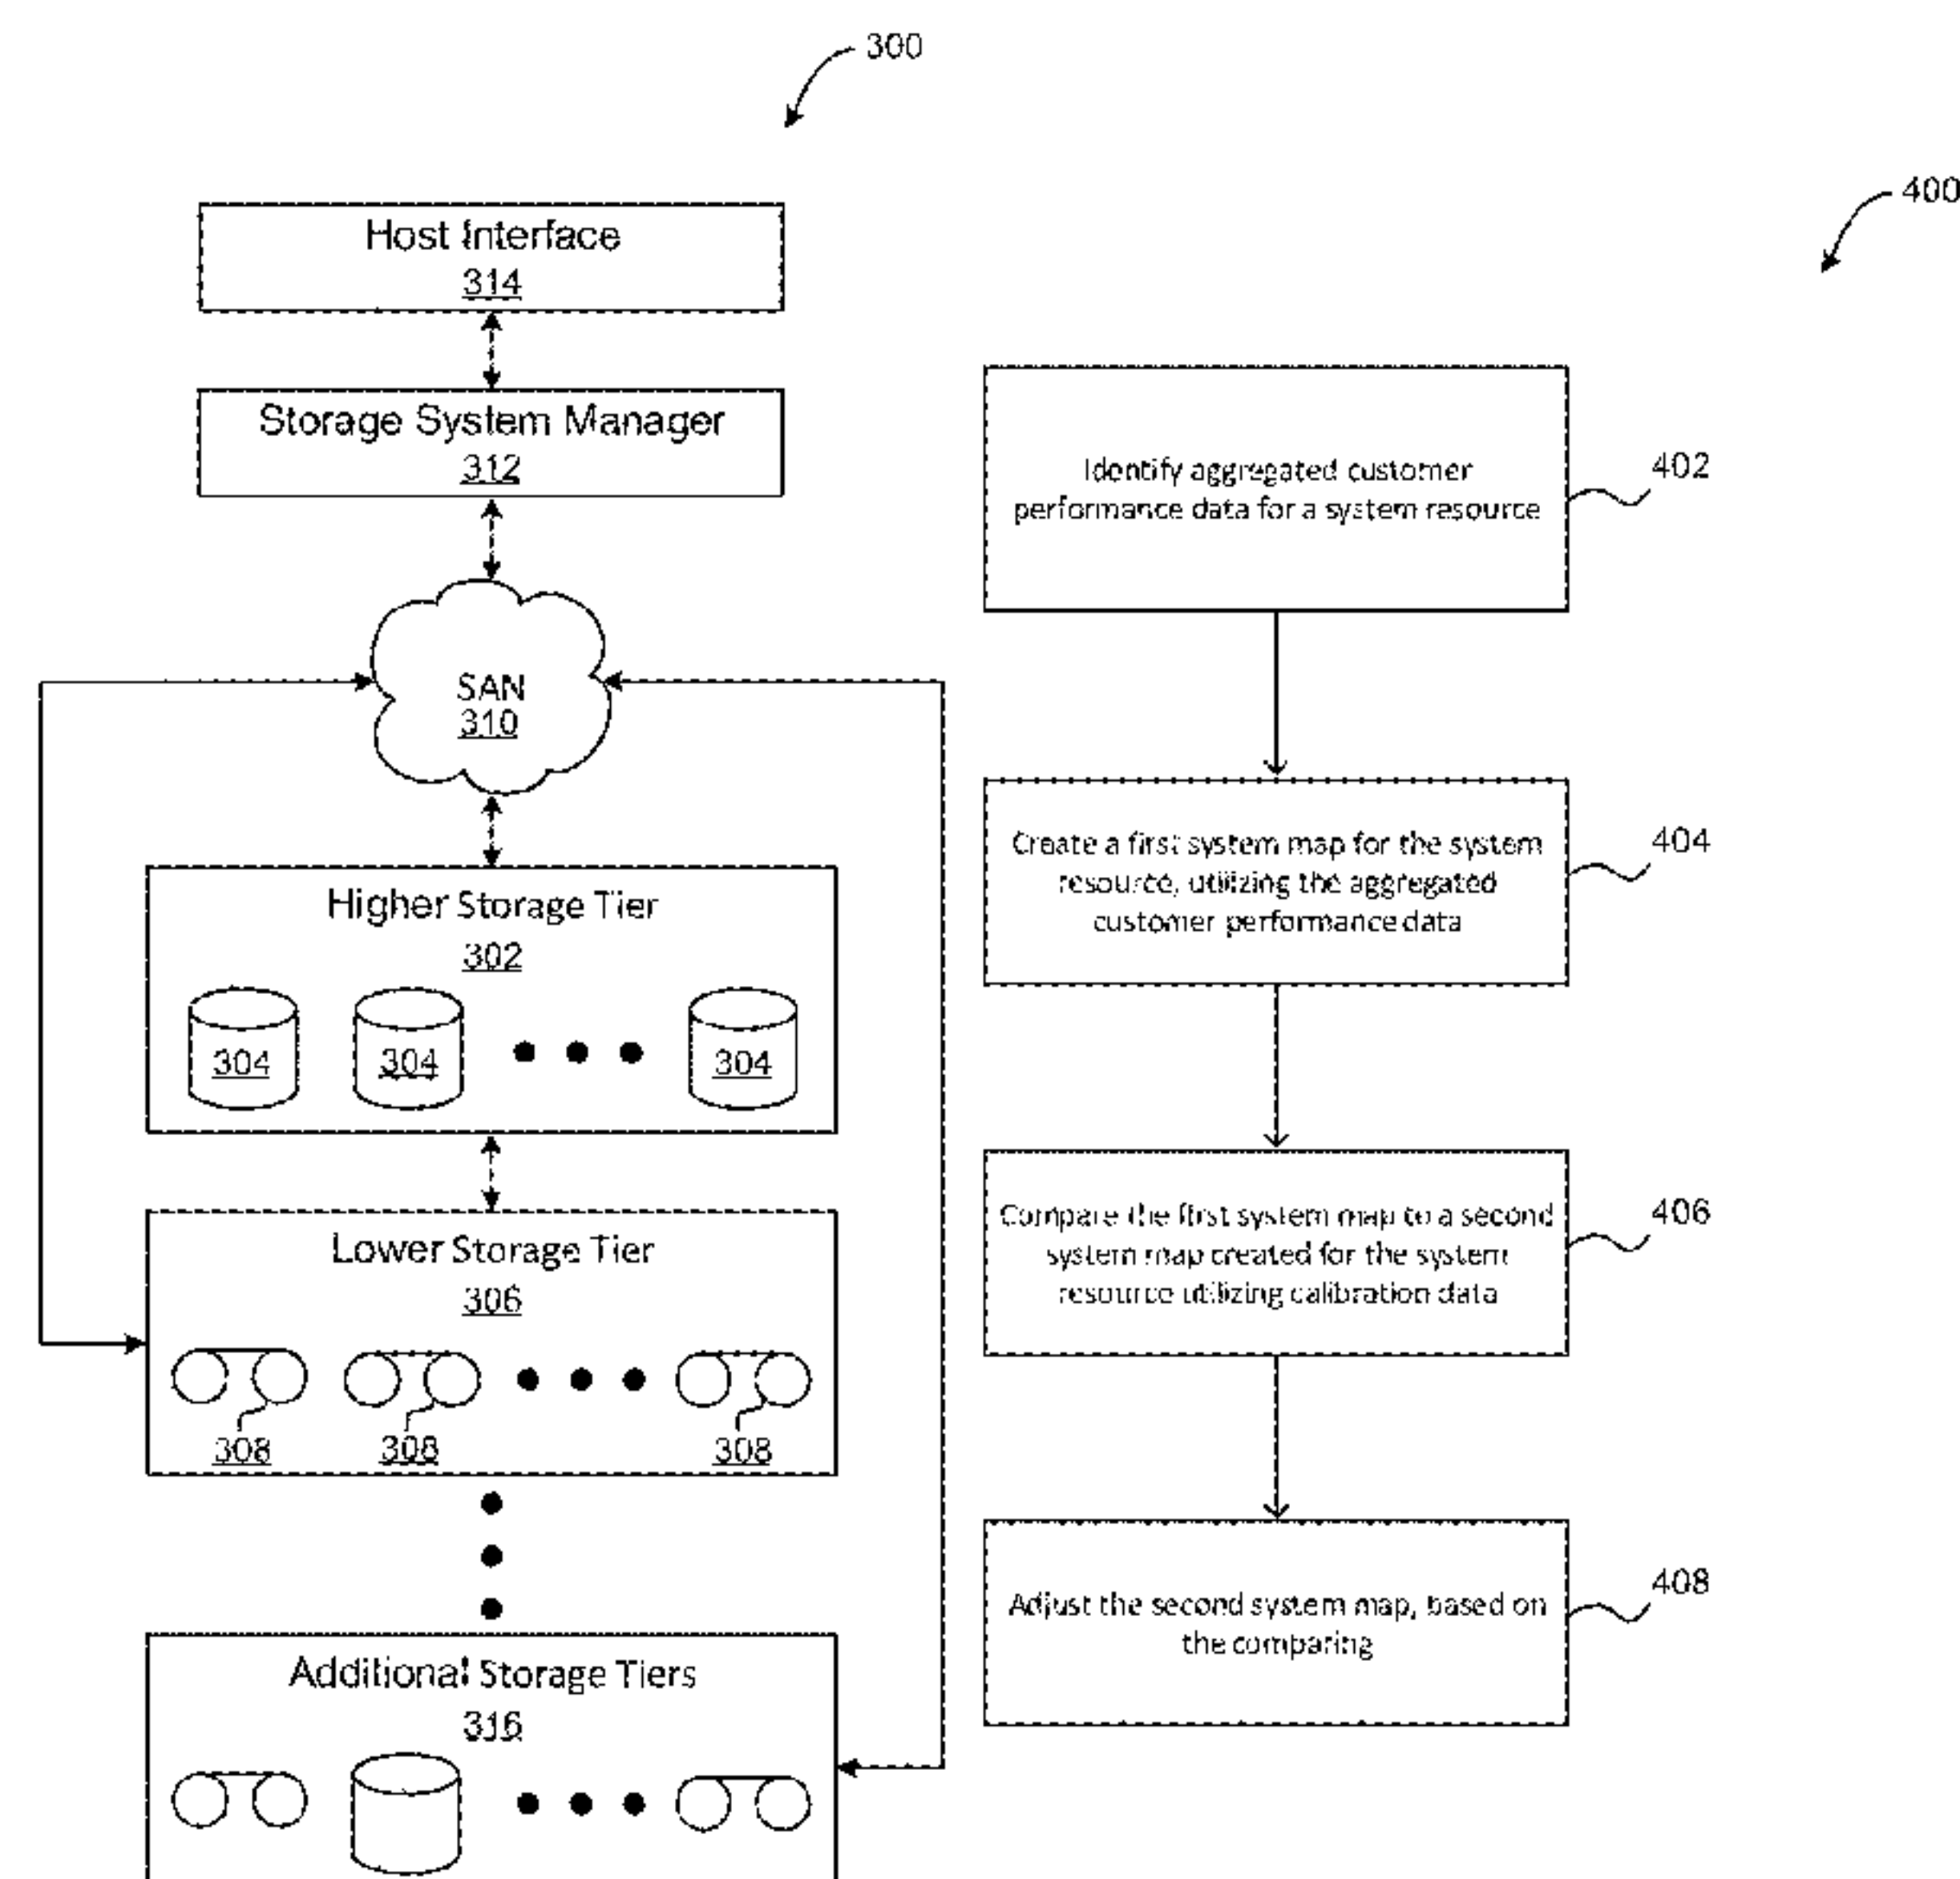 300
Host Interface
314
Storage System Manager
312
SAN
310
Higher Storage Tier
302
304 304 304
Lower Storage Tier
306
308 308 308
Additional Storage Tiers
316
400
Identify aggregated customer
performance data for a system resource
402
Create a first system map for the system
resource, utilizing the aggregated
customer performance data
404
Compare the first system map to a second
system map created for the system
resource utilizing calibration data
406
Adjust the second system map, based on
the comparing
408